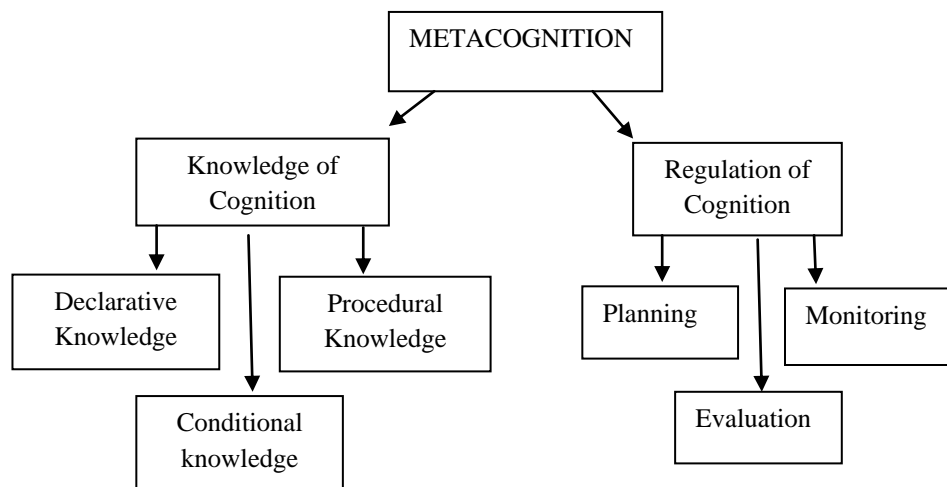 METACOGNITION
Knowledge of
Cognition
Regulation of
Cognition
Declarative
Knowledge
Procedural
Knowledge
Planning
Monitoring
Conditional
knowledge
Evaluation